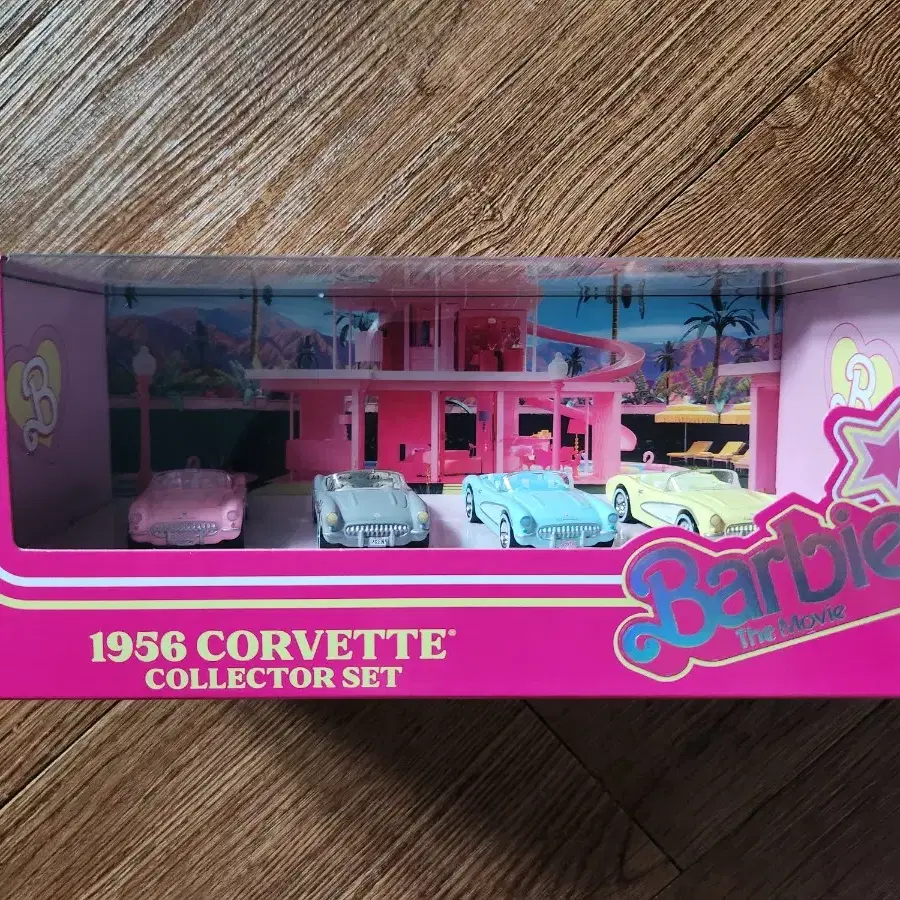 B
B
Barbie
The Movie
1956 CORVETTE®
COLLECTOR SET